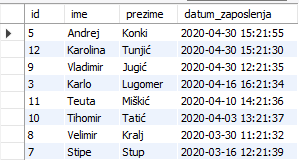 id ime prezime datum_zaposlenja
5 Andrej Konki 2020-04-30 15:21:55
12 Karolina Tunjić 2020-04-30 15:21:30
9 Vladimir Jugić 2020-04-30 12:21:35
3 Karlo Lugomer 2020-04-16 16:21:34
11 Teuta Miškić 2020-04-10 14:21:36
10 Tihomir Tatić 2020-04-03 13:21:37
8 Velimir Kralj 2020-03-30 11:21:32
7 Stipe Stup 2020-03-16 12:21:39